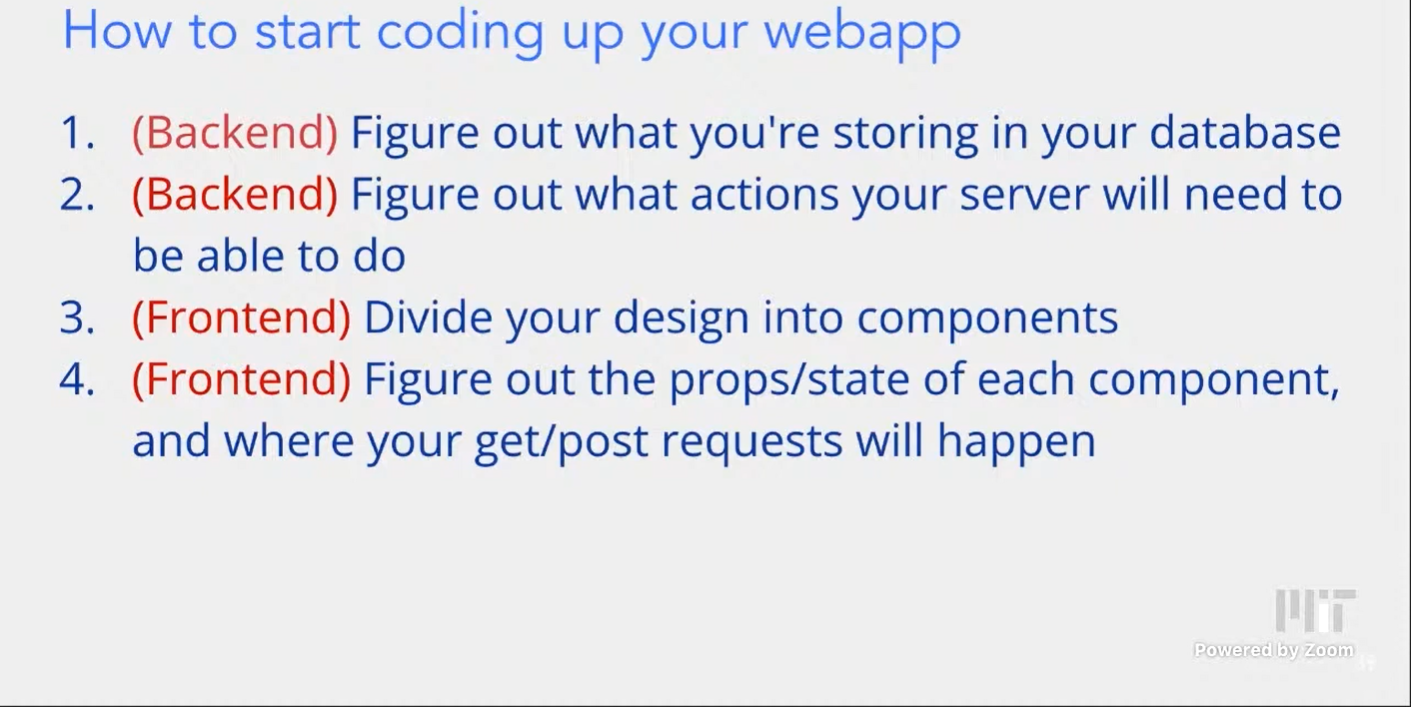 How to start coding up your webapp
1. (Backend) Figure out what you're storing in your database
2. (Backend) Figure out what actions your server will need to
be able to do
3. (Frontend) Divide your design into components
4. (Frontend) Figure out the props/state of each component,
and where your get/post requests will happen
MIT
Powered by Zoom